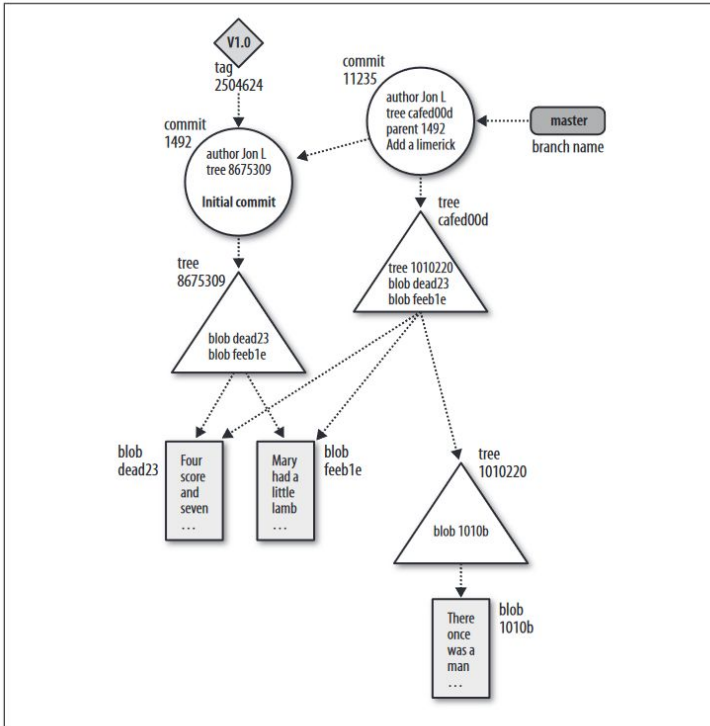 V1.0
tag
2504624
commit
11235
author Jon L
tree cafed00d
parent 1492
Add a limerick
master
branch name
commit
1492
author Jon L
tree 8675309
Initial commit
tree
cafed00d
tree 1010220
blob dead23
blob feeb1e
tree
8675309
blob dead23
blob feeb1e
blob
dead23
Four
score
and
seven
...
Mary
had a
little
lamb
...
blob
feeb1e
tree
1010220
blob 1010b
There
once
was a
man
...
blob
1010b